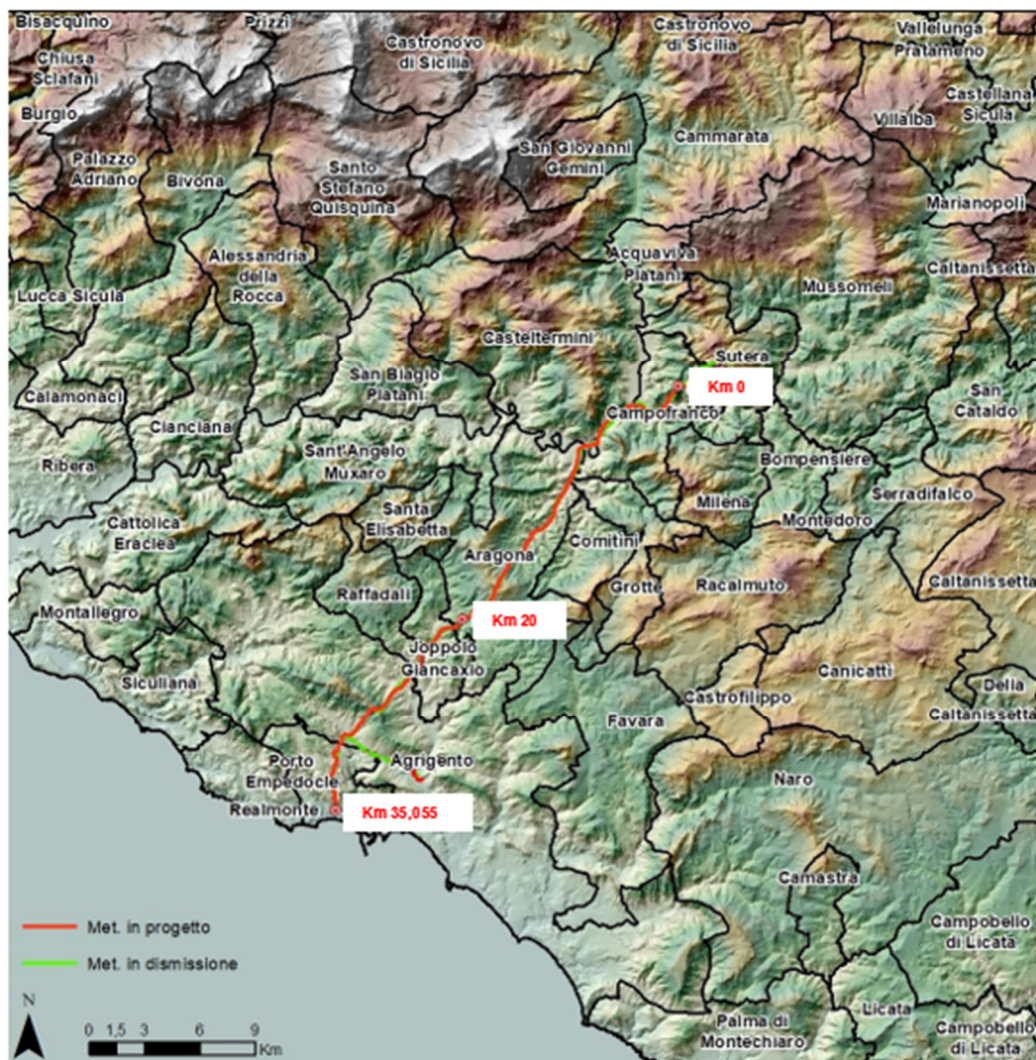 Bisacquino
Prizzi
Castronovo
di Sicilia
Castronovo
di Sicilia
Vallelunga
Pratameno
Chiusa
Sclafani
Castellana
Sicula
Burgio
Villalba
Cammarata
San Giovanni
Gemini
Palazzo
Adriano
Bivona
Santo
Stefano
Quisquina
Marianopoli
Alessandria
della
Rocca
Acquaviva
Platani
Caltanissetta
Lucca Sicula
Mussomeli
Casteltermini
Sutera
San Biagio
Platani
Km 0
Calamonaci
Campofranco
San
Cataldo
Cianciana
Sant'Angelo
Muxaro
Ribera
Bompensiere
Serradifalco
Milena
Santa
Elisabetta
Montedoro
Cattolica
Eraclea
Comitini
Aragona
Grotte
Racalmuto
Caltanissetta
Raffadali
Montallegro
Km 20
Joppolo
Giancaxio
Canicattì
Siculiana
Delia
Castrofilippo
Caltanissetta
Favara
Agrigento
Porto
Empedocle
Naro
Realmonte
Km 35,055
Camastra
Met. in progetto
Campobello
di Licata
Met. in dismissione
N
Licata
0 1,5 3 6 9
Km
Palma di
Montechiaro
Campobello
di Licata